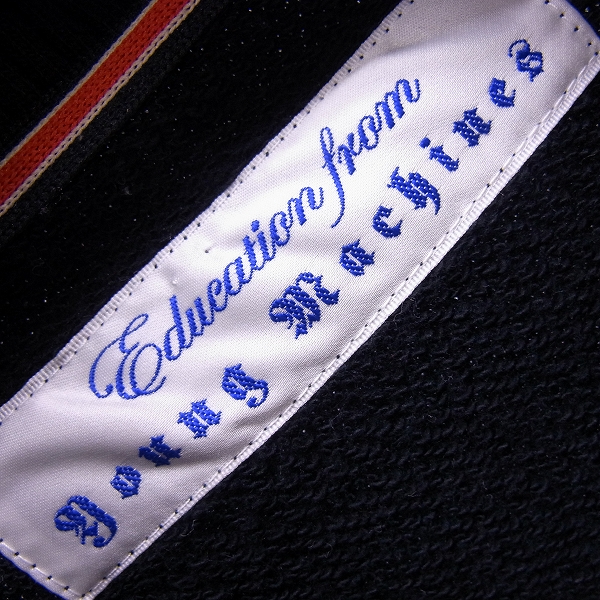 Education from
Young Machines